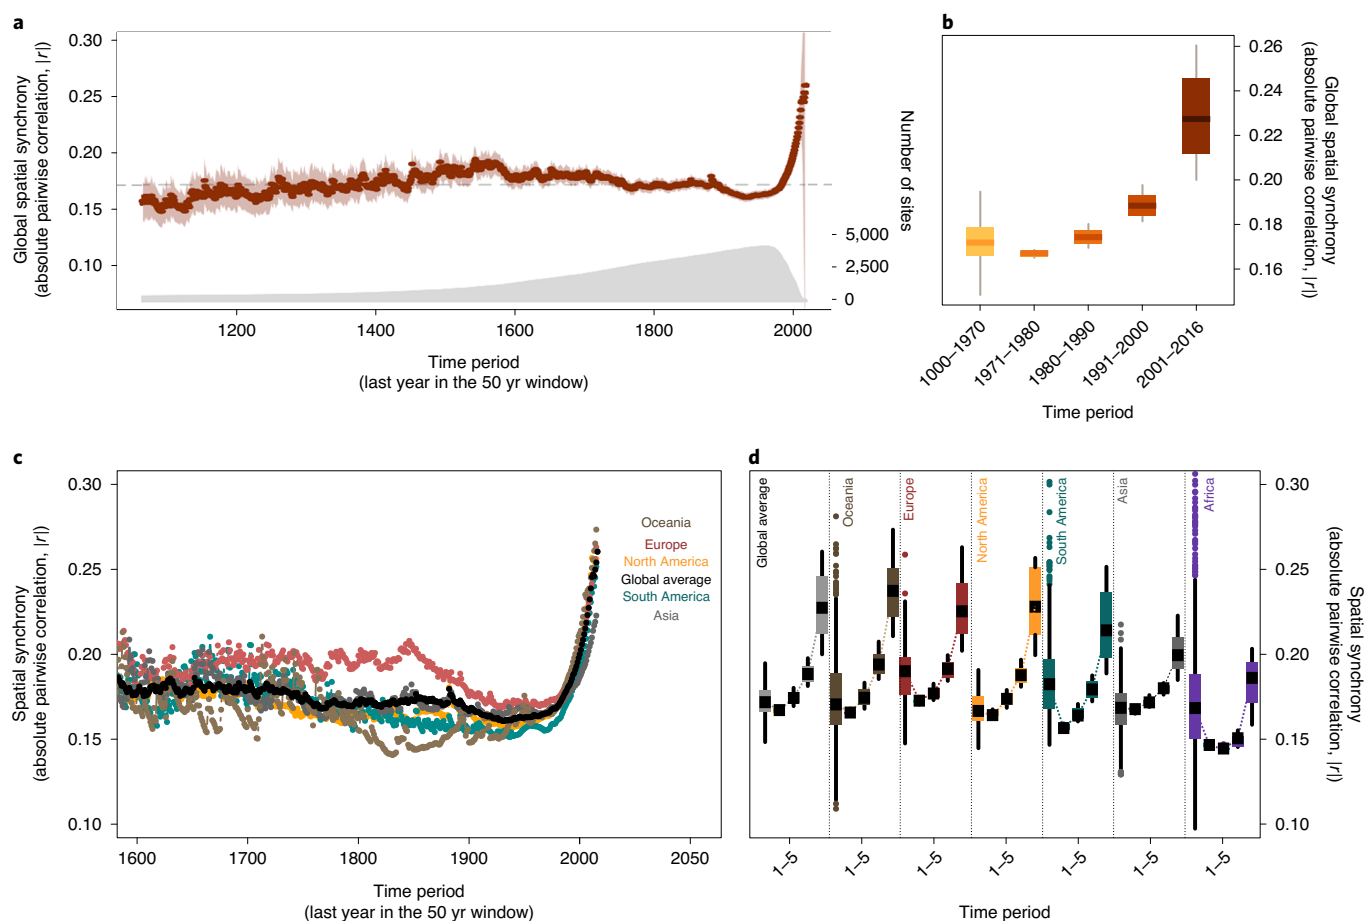 a
0.30
0.25
0.20
0.15
0.10
Global spatial synchrony
(absolute pairwise correlation, |r|)
Number of sites
5,000
2,500
0
1200
1400
1600
1800
2000
Time period
(last year in the 50 yr window)
b
0.26
0.24
0.22
0.20
0.18
0.16
Global spatial synchrony
(absolute pairwise correlation, |r|)
1000–1970
1971–1980
1980–1990
1991–2000
2001–2016
Time period
c
0.30
0.25
0.20
0.15
0.10
Spatial synchrony
(absolute pairwise correlation, |r|)
Oceania
Europe
North America
Global average
South America
Asia
1600
1700
1800
1900
2000
2050
Time period
(last year in the 50 yr window)
d
Global average
Oceania
Europe
North America
South America
Asia
Africa
0.30
0.25
0.20
0.15
0.10
Spatial synchrony
(absolute pairwise correlation, |r|)
1–5
1–5
1–5
1–5
1–5
1–5
1–5
Time period